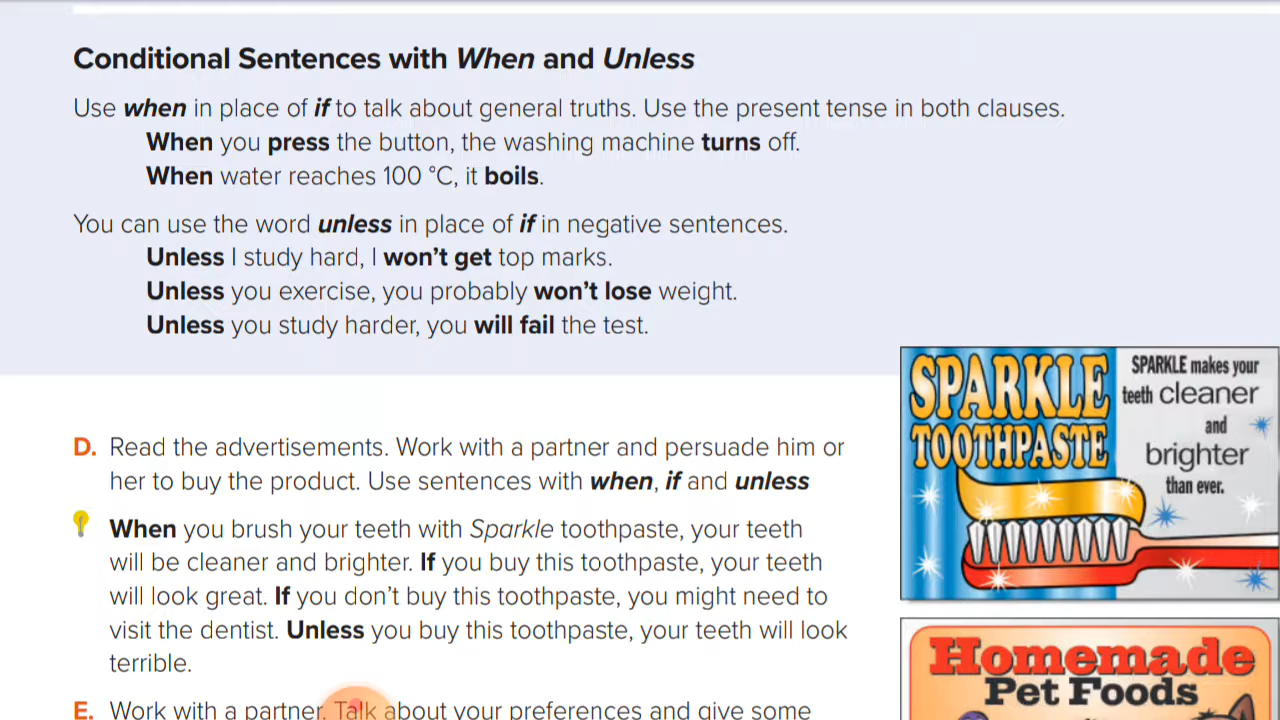 Conditional Sentences with When and Unless
Use when in place of if to talk about general truths. Use the present tense in both clauses.
When you press the button, the washing machine turns off.
When water reaches 100 °C, it boils.
You can use the word unless in place of if in negative sentences.
Unless I study hard, I won't get top marks.
Unless you exercise, you probably won't lose weight.
Unless you study harder, you will fail the test.
D. Read the advertisements. Work with a partner and persuade him or
her to buy the product. Use sentences with when, if and unless
When you brush your teeth with Sparkle toothpaste, your teeth
will be cleaner and brighter. If you buy this toothpaste, your teeth
will look great. If you don't buy this toothpaste, you might need to
visit the dentist. Unless you buy this toothpaste, your teeth will look
terrible.
E. Work with a partner. Talk about your preferences and give some
SPARKLE
TOOTHPASTE
SPARKLE makes your
teeth cleaner
and
brighter
than ever.
Homemade
Pet Foods